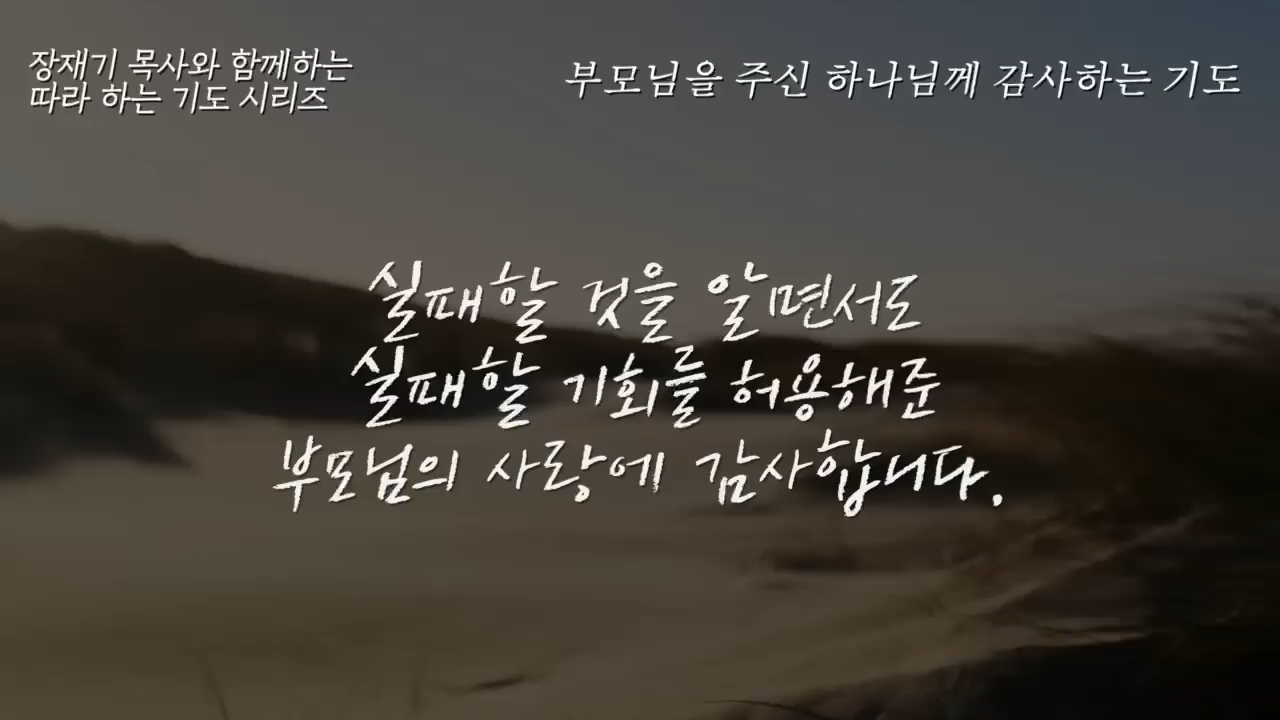 장재기 목사와 함께하는
따라 하는 기도 시리즈
부모님을 주신 하나님께 감사하는 기도
실패할 것을 알면서도
실패할 기회를 허용해준
부모님의 사랑에 감사합니다.